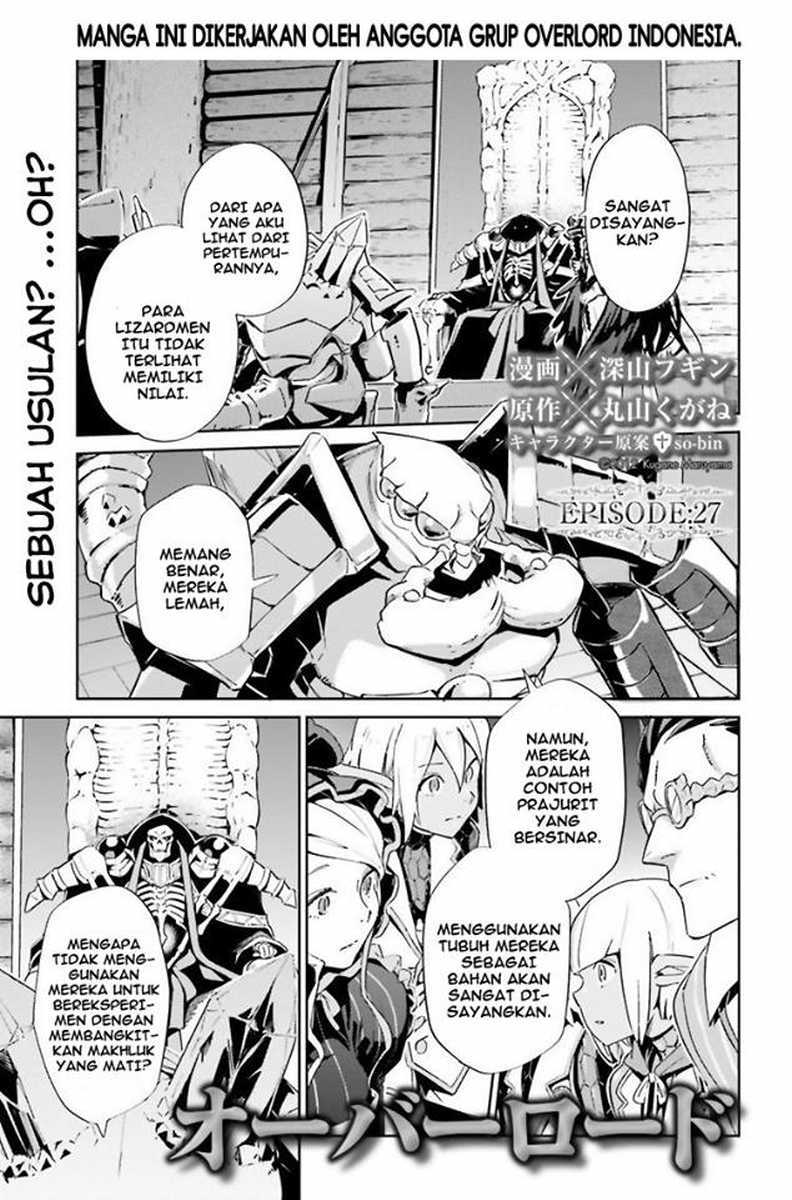 MANGA INI DIKERJAKAN OLEH ANGGOTA GRUP OVERLORD INDONESIA.
SEBUAH USULAN? ....OH?
SANGAT
DISAYANG-
KAN?
DARI APA
YANG AKU
LIHAT DARI
PERTEMPU-
RANNYA,
PARA
LIZARDMEN
ITU TIDAK
TERLIHAT
MEMILIKI
NILAI.
漫画×深山フギン
原作×丸山くがね
キャラクター原案 so-bin
Kugane Maruyama
EPISODE:27
MEMANG
BENAR,
MEREKA
LEMAH,
NAMUN,
MEREKA
ADALAH
CONTOH
PRAJURIT
YANG
BERSINAR.
MENGGUNAKAN
TUBUH MEREKA
SEBAGAI
BAHAN AKAN
SANGAT DI-
SAYANGKAN.
MENGAPA
TIDAK MENG-
GUNAKAN
MEREKA UNTUK
BEREKSPERI-
MEN DENGAN
MEMBANGKIT-
KAN MAKHLUK
YANG MATI?
オーバーロード